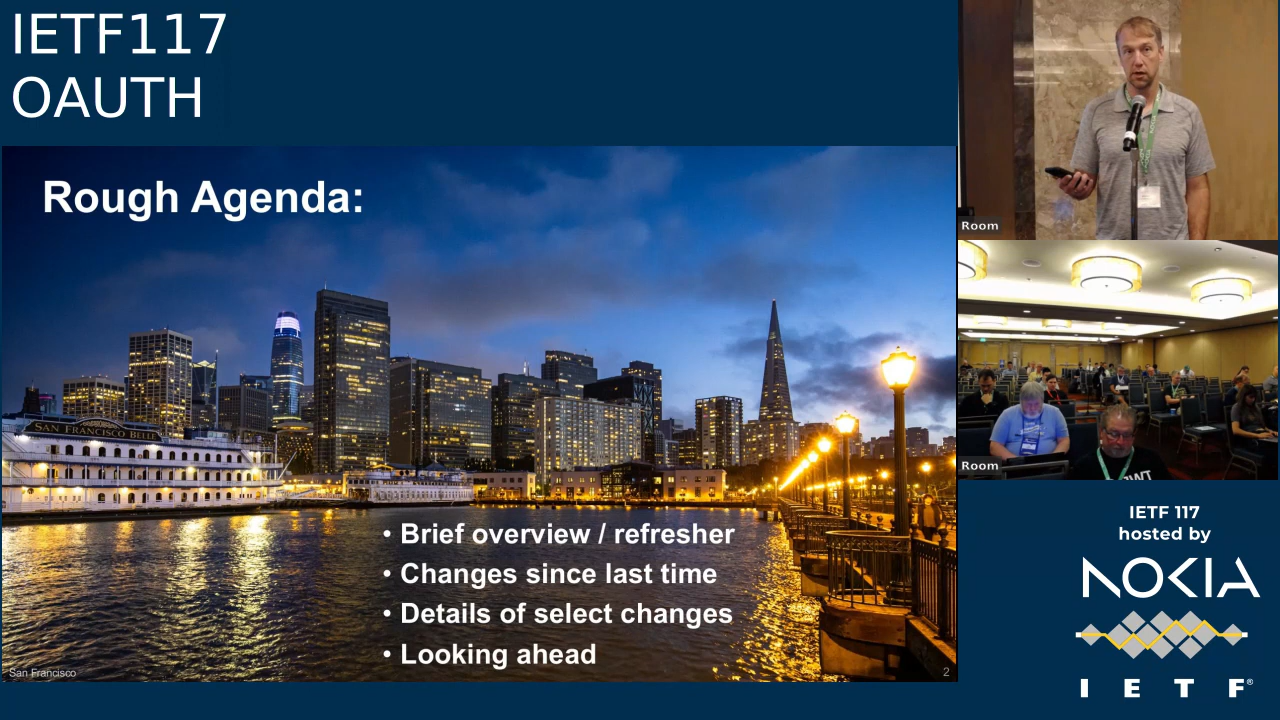 IETF117
OAUTH
Rough Agenda:
SAN FRANCISCO BELLE
• Brief overview / refresher
• Changes since last time
• Details of select changes
• Looking ahead
San Francisco
2
Room
Room
IETF 117
hosted by
NOKIA
I E T F®